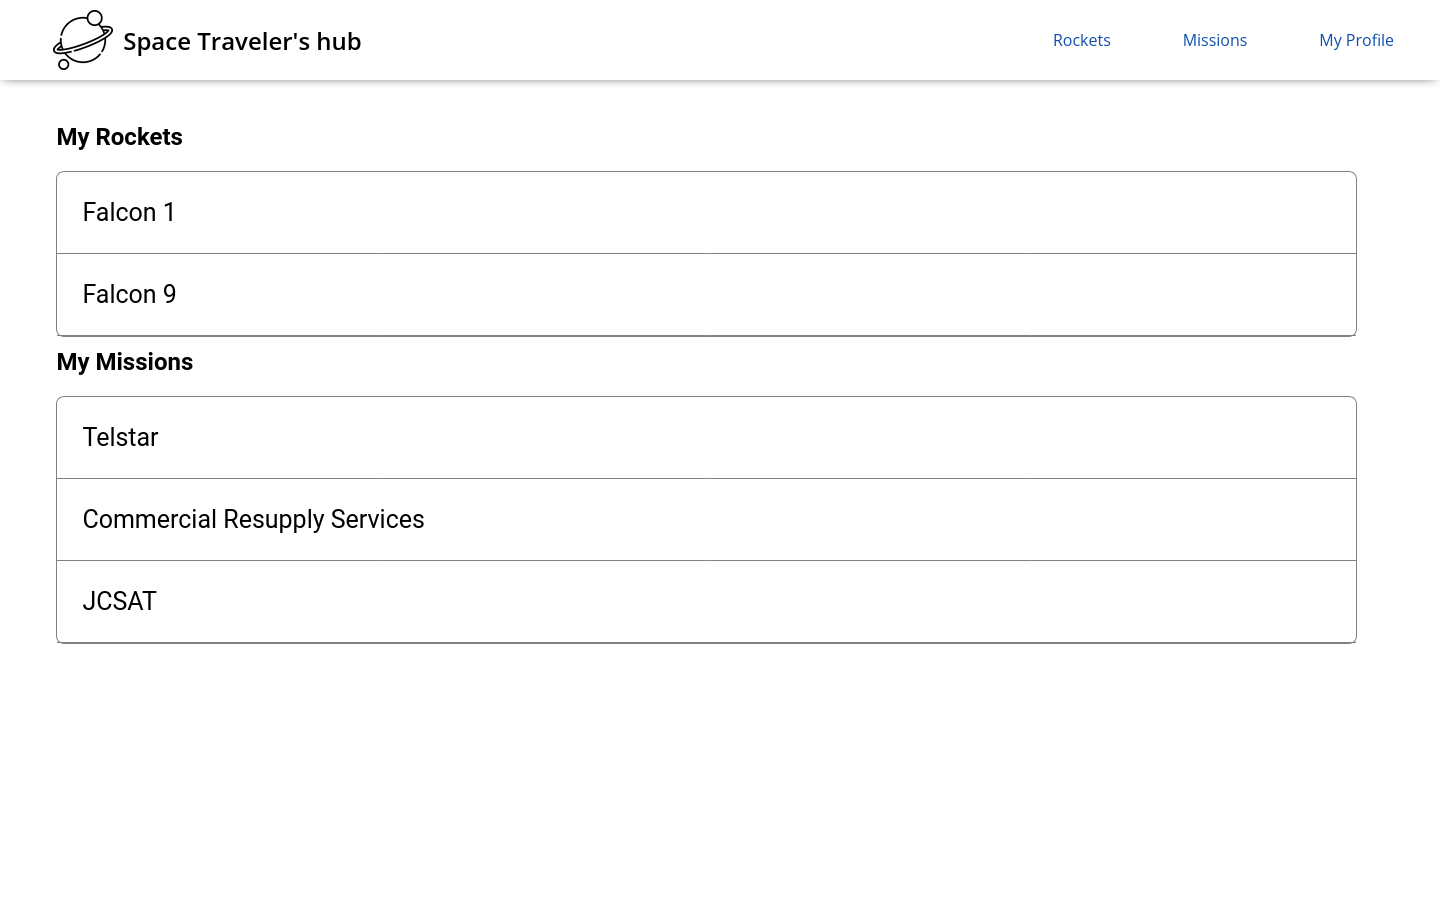 Space Traveler's hub
Rockets
Missions
My Profile
My Rockets
Falcon 1
Falcon 9
My Missions
Telstar
Commercial Resupply Services
JCSAT